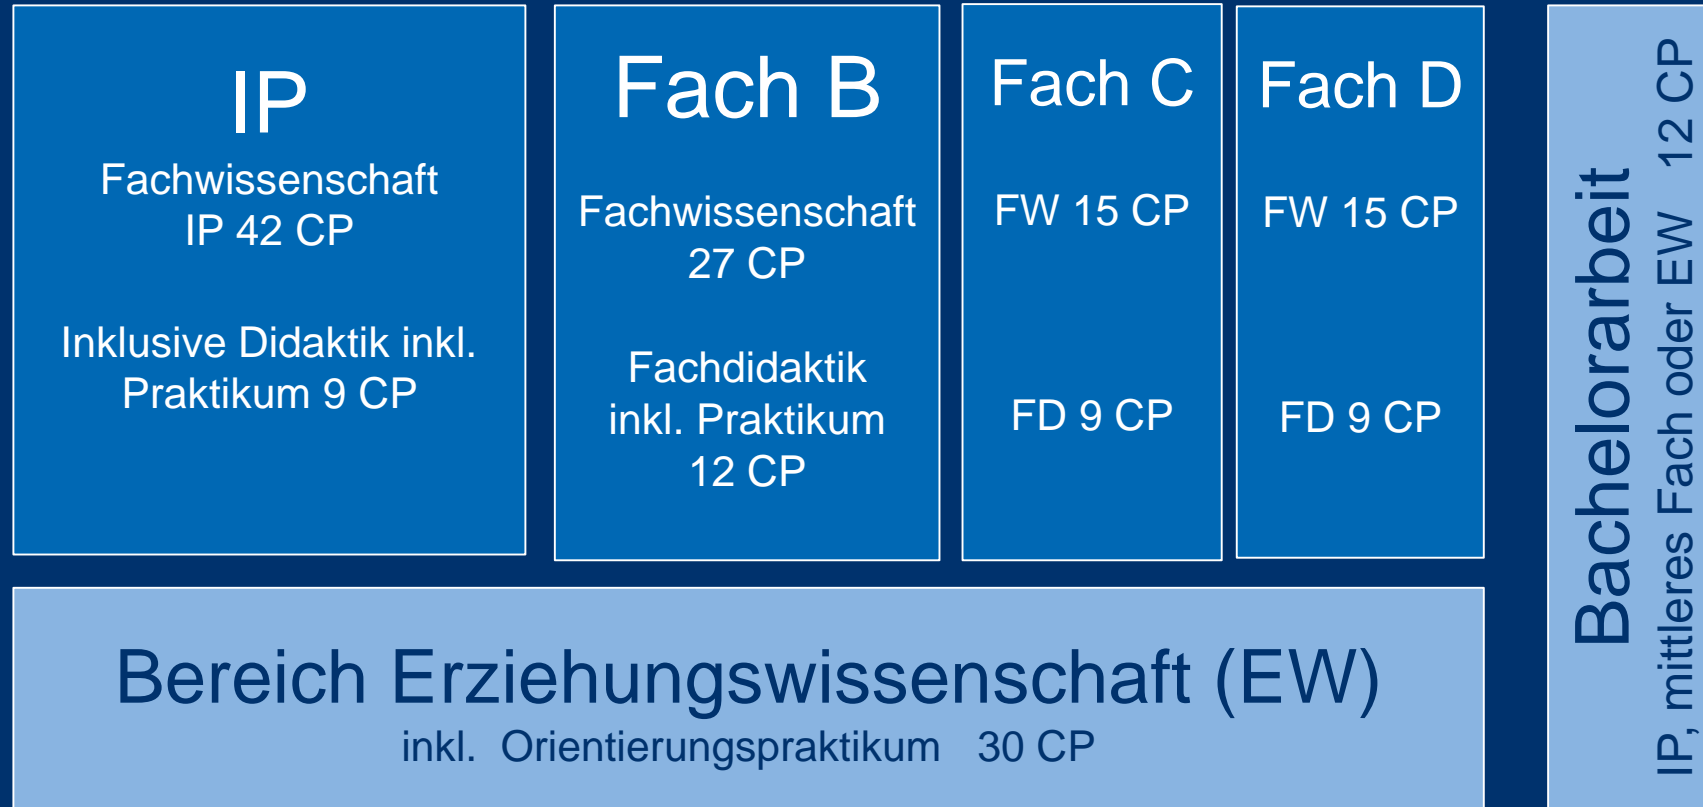 IP
Fachwissenschaft
IP 42 CP
Inklusive Didaktik inkl.
Praktikum 9 CP
Fach B
Fachwissenschaft
27 CP
Fachdidaktik
inkl. Praktikum
12 CP
Fach C
FW 15 CP
FD 9 CP
Fach D
FW 15 CP
FD 9 CP
Bereich Erziehungswissenschaft (EW)
inkl. Orientierungspraktikum 30 CP
Bachelorarbeit
IP, mittleres Fach oder EW 12 CP